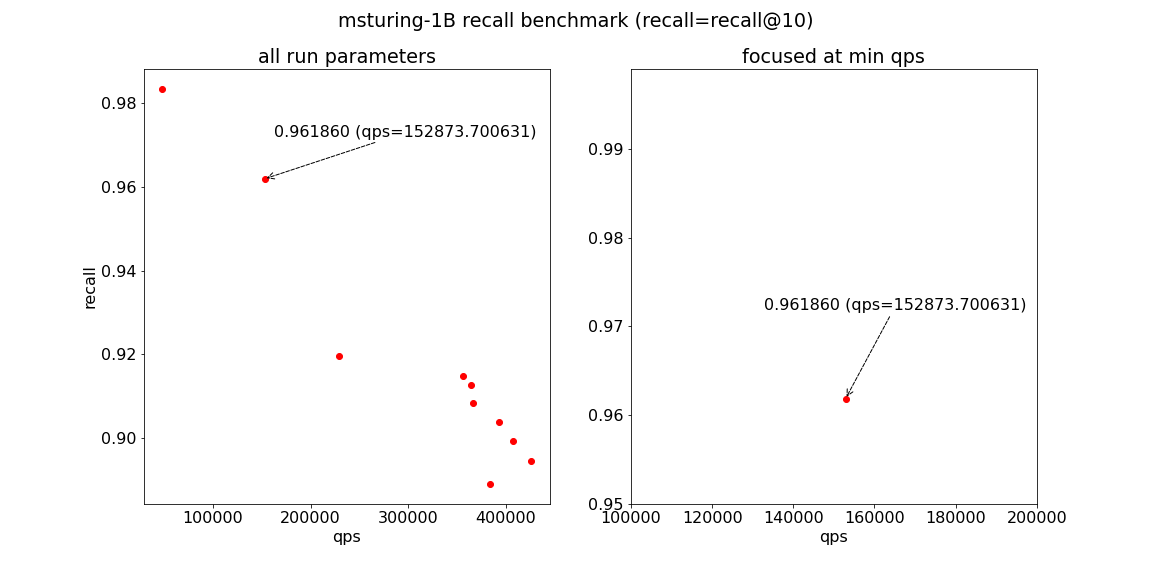 msturing-1B recall benchmark (recall=recall@10)
all run parameters
0.98
0.96
0.94
0.92
0.90
recall
0.961860 (qps=152873.700631)
100000 200000 300000 400000
qps
focused at min qps
0.99
0.98
0.97
0.96
0.95
0.961860 (qps=152873.700631)
100000 120000 140000 160000 180000 200000
qps